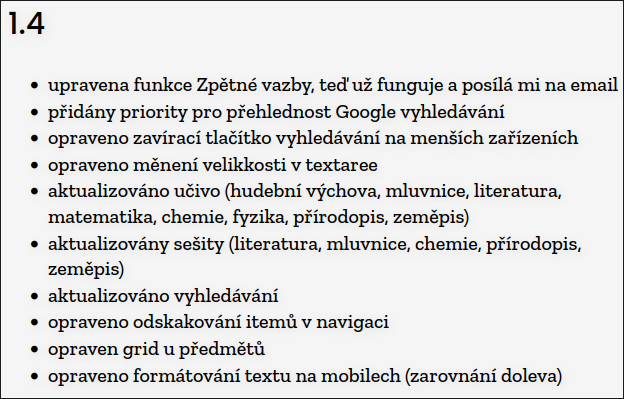 1.4
• upravena funkce Zpětné vazby, teď už funguje a posílá mi na email
• přidány priority pro přehlednost Google vyhledávání
• opraveno zavírací tlačítko vyhledávání na menších zařízeních
• opraveno měnení velikkosti v textaree
• aktualizováno učivo (hudební výchova, mluvnice, literatura,
matematika, chemie, fyzika, přírodopis, zeměpis)
• aktualizovány sešity (literatura, mluvnice, chemie, přírodopis,
zeměpis)
• aktualizováno vyhledávání
• opraveno odskakování itemů v navigaci
• opraven grid u předmětů
• opraveno formátování textu na mobilech (zarovnání doleva)